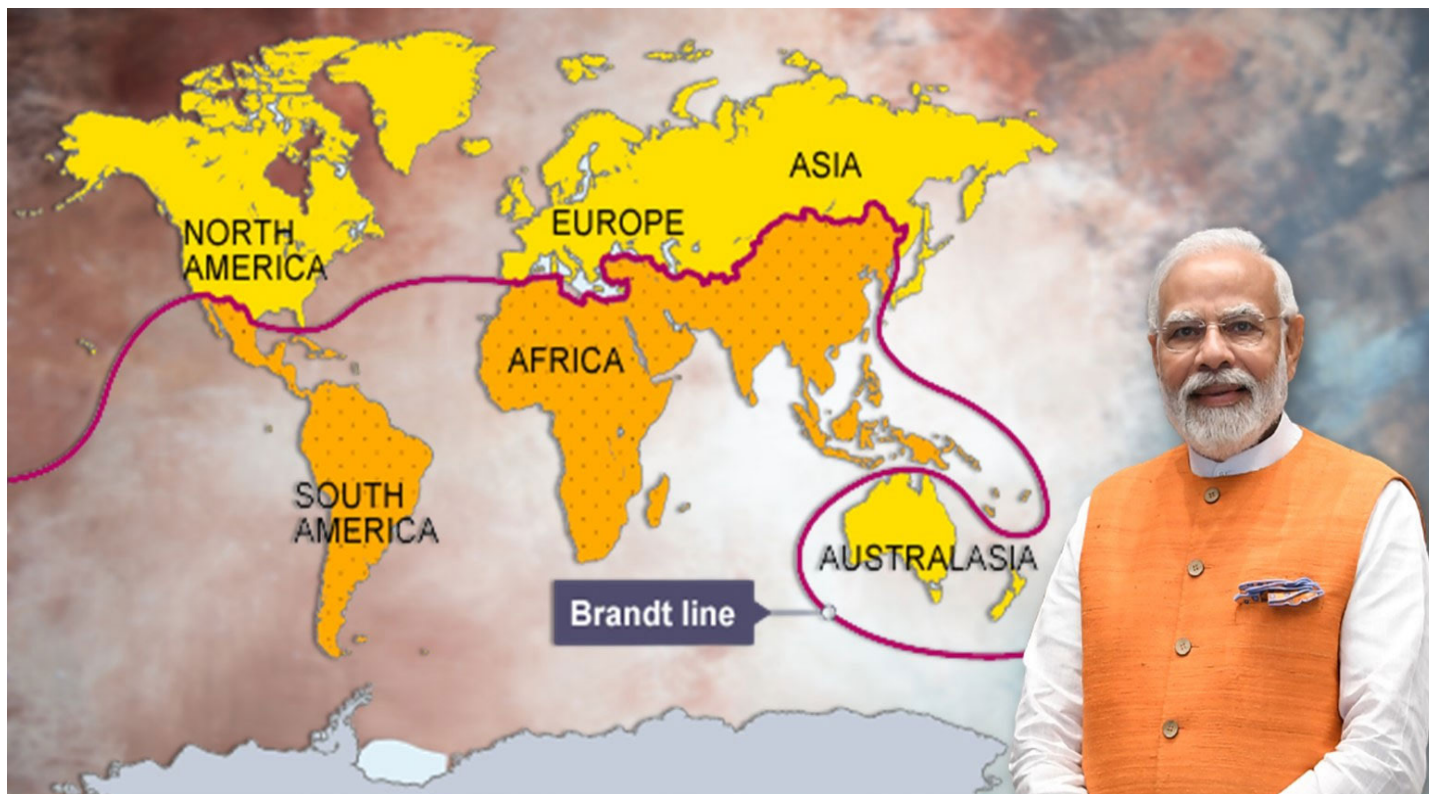 ASIA
EUROPE
NORTH
AMERICA
AFRICA
SOUTH
AMERICA
AUSTRALASIA
Brandt line